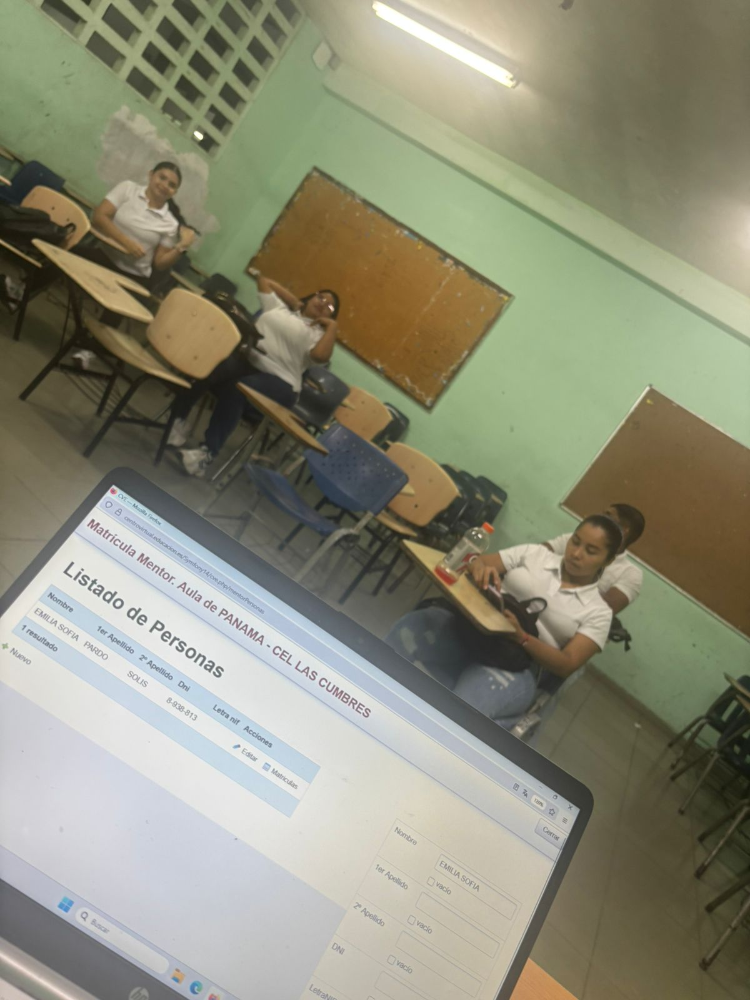 CVE — Mozilla Firefox
centrovirtual.educacion.es/Symfony14/cve.php/mentorPersonas
120%
Matrícula Mentor. Aula de PANAMA - CEL LAS CUMBRES
Cerrar
Listado de Personas
Nombre 1er Apellido 2º Apellido Dni Letra nif Acciones
EMILIA SOFIA PARDO SOLIS 8-938-813 Editar Matriculas
1 resultado
Nuevo
Nombre
EMILIA SOFIA
vacío
1er Apellido
vacío
2º Apellido
vacío
DNI
Buscar
hp